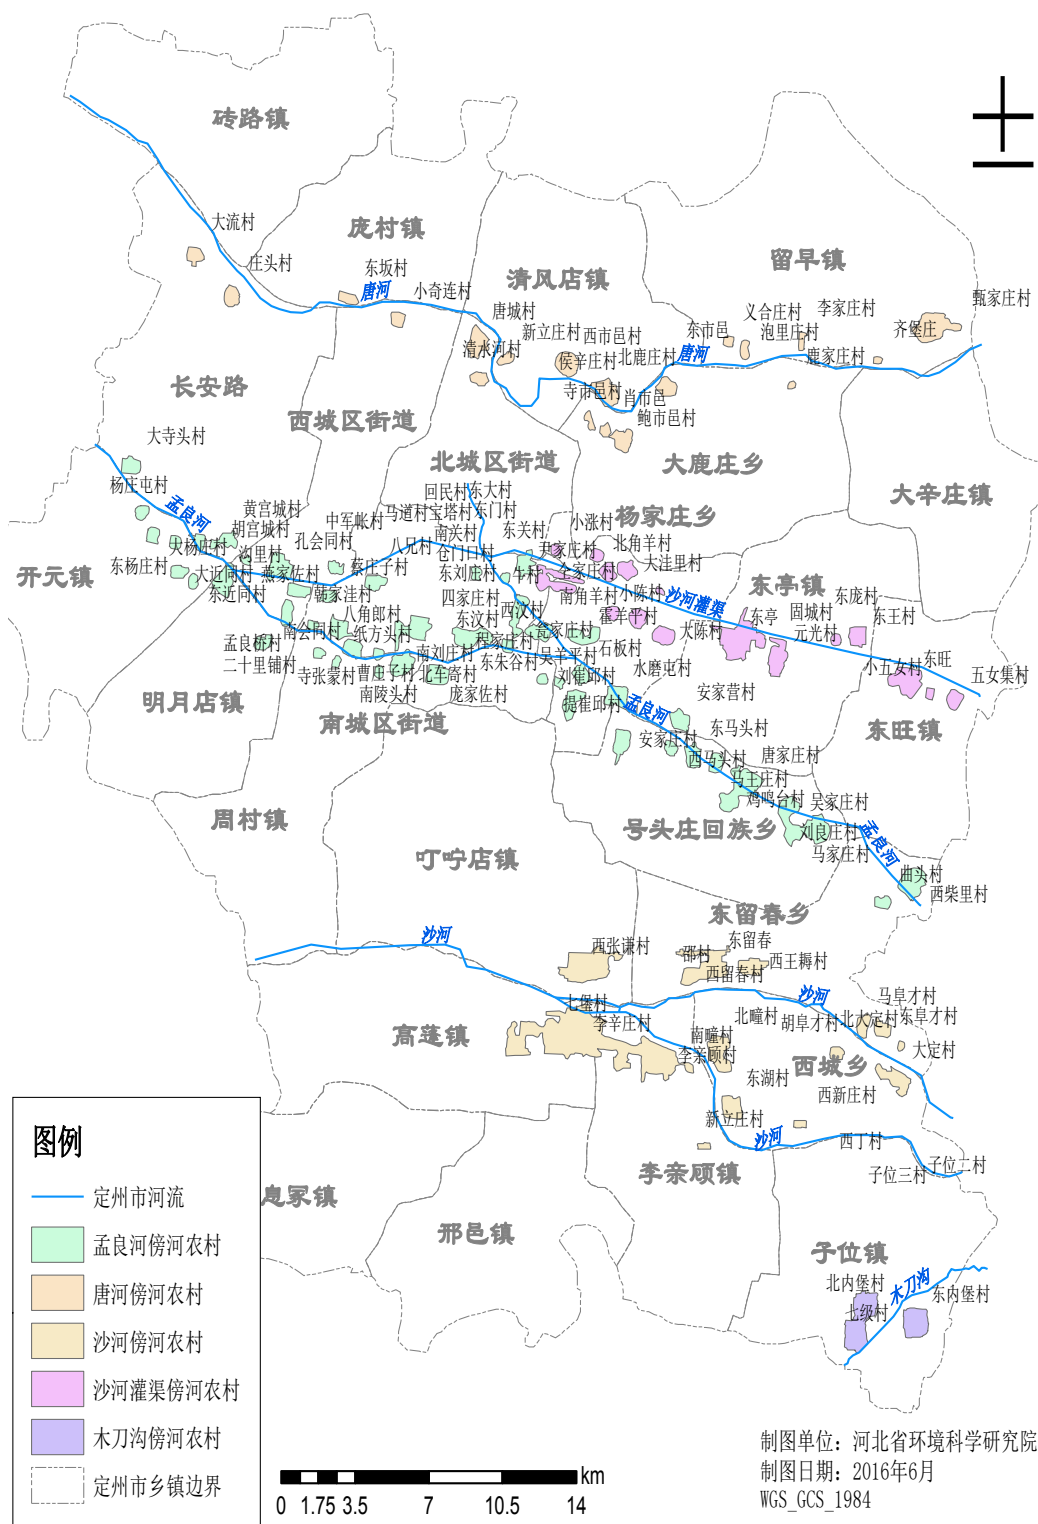 砖路镇
大流村
庞村镇
庄头村
东坂村
唐河
小奇连村
清风店镇
留早镇
甄家庄村
唐城村
新立庄村
西市邑村
东市邑
义合庄村
李家庄村
泡里庄村
齐堡庄
清水河村
侯辛庄村
北鹿庄村
唐河
鹿家庄村
长安路
寺市邑村
肖市邑
鲍市邑村
西城区街道
大寺头村
北城区街道
大鹿庄乡
大辛庄镇
杨庄屯村
孟良河
黄宫城村
胡宫城村
中军帐村
马道村
回民村
东大村
宝塔村
东门村
南关村
东关村
小涨村
杨家庄乡
开元镇
东杨庄村
大杨庄村
沟里村
孔会同村
八兄村
仓门口村
尹家庄村
北角羊村
大洼里村
大近同村
燕家佐村
蔡庄子村
东刘庄村
牛村
全家庄村
东亭镇
东近同村
韩家洼村
四家庄村
南角羊村
小陈村
沙河灌渠
东庞村
八角郎村
东汶村
西汶村
霍羊平村
大陈村
东亭
固城村
元光村
东王村
孟良桥村
南会同村
纸方头村
程家庄村
瓮家庄村
石板村
二十里铺村
寺张蒙村
曹庄子村
南刘庄村
北车寄村
东朱谷村
吴羊平村
刘崔邱村
水磨屯村
小五女村
东旺
五女集村
明月店镇
南陵头村
庞家佐村
提崔邱村
安家营村
南城区街道
孟良河
东马头村
东旺镇
安家庄村
西马头村
唐家庄村
马王庄村
周村镇
鸡鸣台村
吴家庄村
号头庄回族乡
刘良庄村
孟良河
叮咛店镇
马家庄村
曲头村
西柴里村
东留春乡
沙河
西张谦村
邵村
东留春
西留春村
西王耨村
七堡村
沙河
马阜才村
高蓬镇
李辛庄村
北疃村
胡阜才村
北大定村
东阜才村
南疃村
李亲顾村
西城乡
大定村
东湖村
西新庄村
新立庄村
沙河
西丁村
李亲顾镇
子位三村
子位二村
息冢镇
邢邑镇
子位镇
北内堡村
木刀沟
东内堡村
七级村
图例
定州市河流
孟良河傍河农村
唐河傍河农村
沙河傍河农村
沙河灌渠傍河农村
木刀沟傍河农村
定州市乡镇边界
0 1.75 3.5 7 10.5 14 km
制图单位：河北省环境科学研究院
制图日期：2016年6月
WGS_GCS_1984